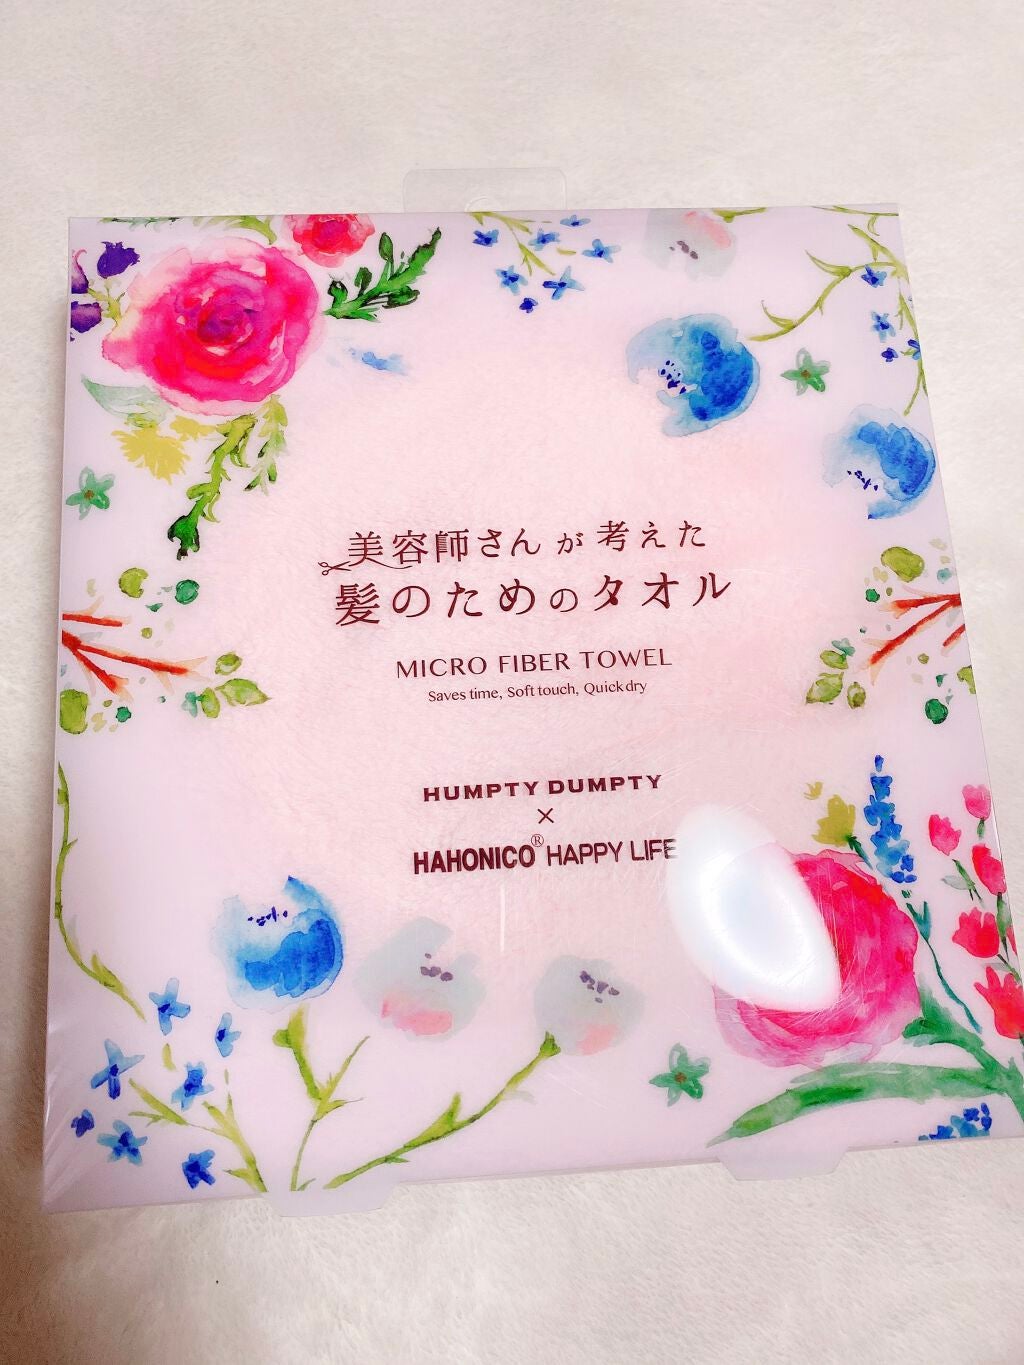 美容師さんが考えた
髪のためのタオル
MICRO FIBER TOWEL
Saves time, Soft touch, Quick dry
HUMPTY DUMPTY
×
HAHONICO® HAPPY LIFE